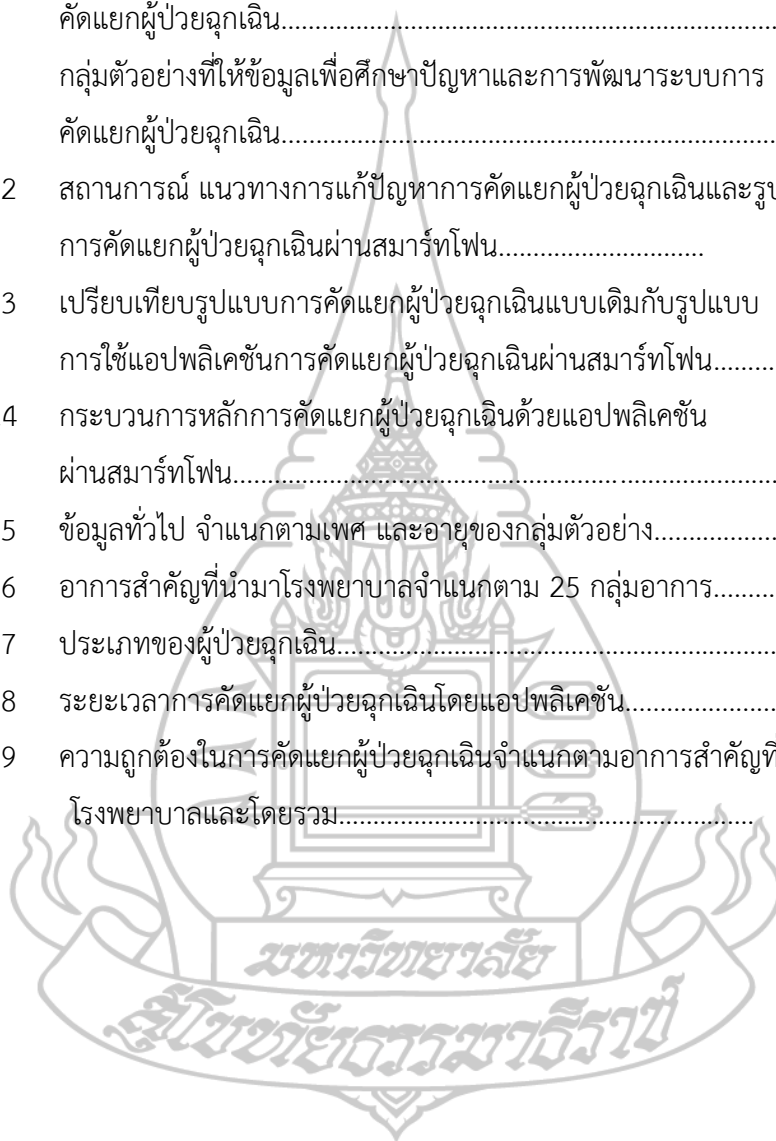 คัดแยกผู้ป่วยฉุกเฉิน.......................................................................
กลุ่มตัวอย่างที่ให้ข้อมูลเพื่อศึกษาปัญหาและการพัฒนาระบบการ
คัดแยกผู้ป่วยฉุกเฉิน.......................................................................
2 สถานการณ์ แนวทางการแก้ปัญหาการคัดแยกผู้ป่วยฉุกเฉินและรูป
การคัดแยกผู้ป่วยฉุกเฉินผ่านสมาร์ทโฟน..............................
3 เปรียบเทียบรูปแบบการคัดแยกผู้ป่วยฉุกเฉินแบบเดิมกับรูปแบบ
การใช้แอปพลิเคชันการคัดแยกผู้ป่วยฉุกเฉินผ่านสมาร์ทโฟน.........
4 กระบวนการหลักการคัดแยกผู้ป่วยฉุกเฉินด้วยแอปพลิเคชัน
ผ่านสมาร์ทโฟน..............................................................................
5 ข้อมูลทั่วไป จำแนกตามเพศ และอายุของกลุ่มตัวอย่าง..................
6 อาการสำคัญที่นำมาโรงพยาบาลจำแนกตาม 25 กลุ่มอาการ.........
7 ประเภทของผู้ป่วยฉุกเฉิน...............................................................
8 ระยะเวลาการคัดแยกผู้ป่วยฉุกเฉินโดยแอปพลิเคชัน......................
9 ความถูกต้องในการคัดแยกผู้ป่วยฉุกเฉินจำแนกตามอาการสำคัญที่
โรงพยาบาลและโดยรวม...........................................................
มหาวิทยาลัย
สุโขทัยธรรมาธิราช